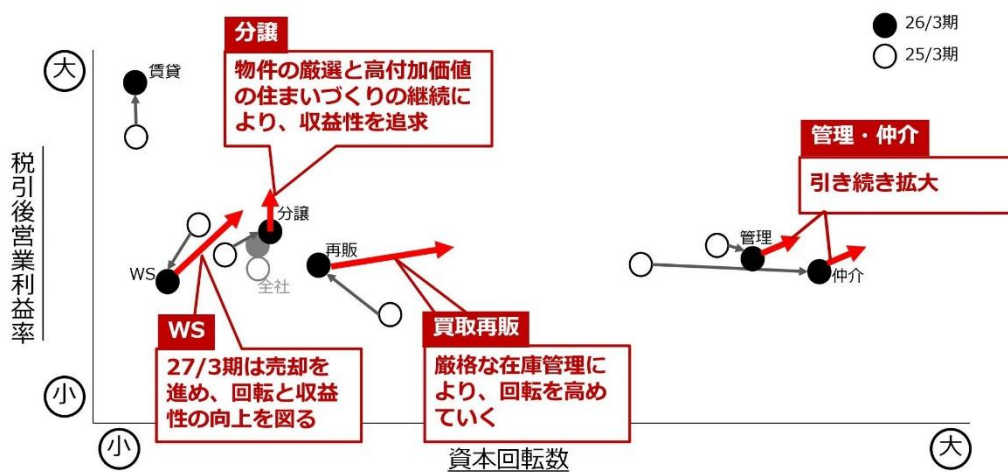 26/3期
25/3期
大
税引後営業利益率
小
小
資本回転数
大
賃貸
分譲
物件の厳選と高付加価値
の住まいづくりの継続に
より、収益性を追求
管理・仲介
引き続き拡大
分譲
全社
WS
再販
管理
仲介
WS
27/3期は売却を
進め、回転と収益
性の向上を図る
買取再販
厳格な在庫管理に
より、回転を高め
ていく